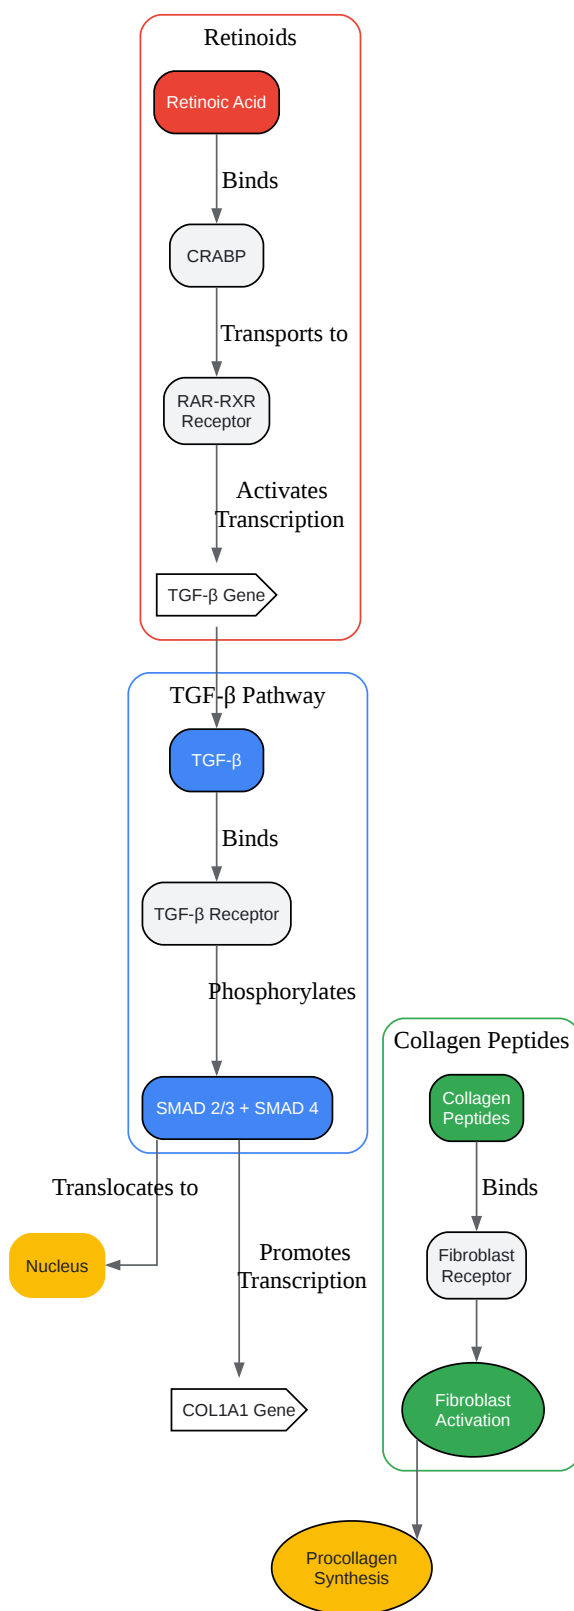 Retinoids
Retinoic Acid
Binds
CRABP
Transports to
RAR-RXR
Receptor
Activates
Transcription
TGF-β Gene
TGF-β Pathway
TGF-β
Binds
TGF-β Receptor
Phosphorylates
SMAD 2/3 + SMAD 4
Translocates to
Nucleus
Promotes
Transcription
COL1A1 Gene
Collagen Peptides
Collagen
Peptides
Binds
Fibroblast
Receptor
Fibroblast
Activation
Procollagen
Synthesis